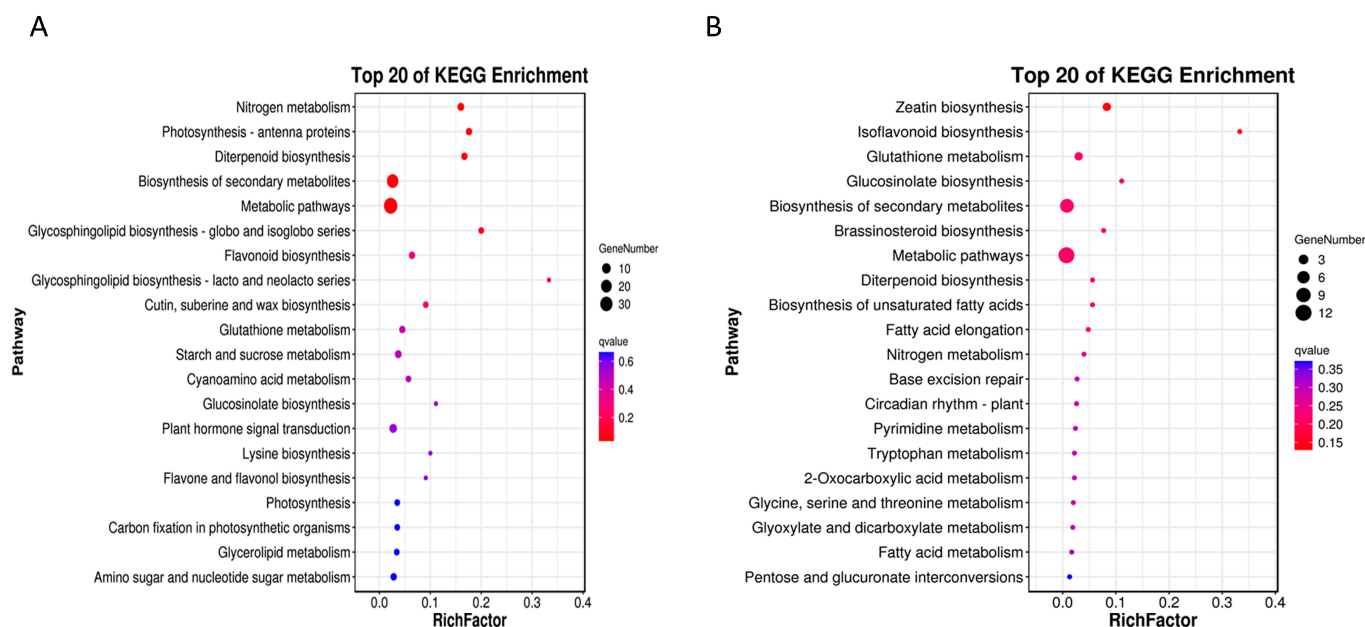 A
Top 20 of KEGG Enrichment
Nitrogen metabolism
Photosynthesis - antenna proteins
Diterpenoid biosynthesis
Biosynthesis of secondary metabolites
Metabolic pathways
Glycosphingolipid biosynthesis - globo and isoglobo series
Flavonoid biosynthesis
Glycosphingolipid biosynthesis - lacto and neolacto series
Cutin, suberine and wax biosynthesis
Glutathione metabolism
Starch and sucrose metabolism
Cyanoamino acid metabolism
Glucosinolate biosynthesis
Plant hormone signal transduction
Lysine biosynthesis
Flavone and flavonol biosynthesis
Photosynthesis
Carbon fixation in photosynthetic organisms
Glycerolipid metabolism
Amino sugar and nucleotide sugar metabolism
Pathway
0.0 0.1 0.2 0.3 0.4
RichFactor
GeneNumber
10
20
30
qvalue
0.6
0.4
0.2
B
Top 20 of KEGG Enrichment
Zeatin biosynthesis
Isoflavonoid biosynthesis
Glutathione metabolism
Glucosinolate biosynthesis
Biosynthesis of secondary metabolites
Brassinosteroid biosynthesis
Metabolic pathways
Diterpenoid biosynthesis
Biosynthesis of unsaturated fatty acids
Fatty acid elongation
Nitrogen metabolism
Base excision repair
Circadian rhythm - plant
Pyrimidine metabolism
Tryptophan metabolism
2-Oxocarboxylic acid metabolism
Glycine, serine and threonine metabolism
Glyoxylate and dicarboxylate metabolism
Fatty acid metabolism
Pentose and glucuronate interconversions
Pathway
0.0 0.1 0.2 0.3 0.4
RichFactor
GeneNumber
3
6
9
12
qvalue
0.35
0.30
0.25
0.20
0.15